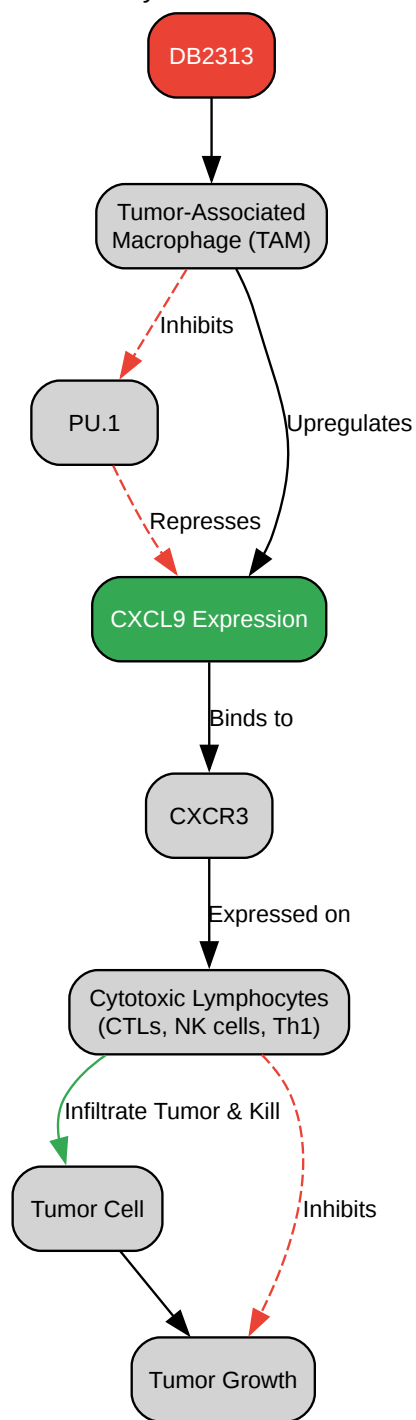 DB2313
Tumor-Associated
Macrophage (TAM)
Inhibits
PU.1
Upregulates
Represses
CXCL9 Expression
Binds to
CXCR3
Expressed on
Cytotoxic Lymphocytes
(CTLs, NK cells, Th1)
Infiltrate Tumor & Kill
Tumor Cell
Inhibits
Tumor Growth